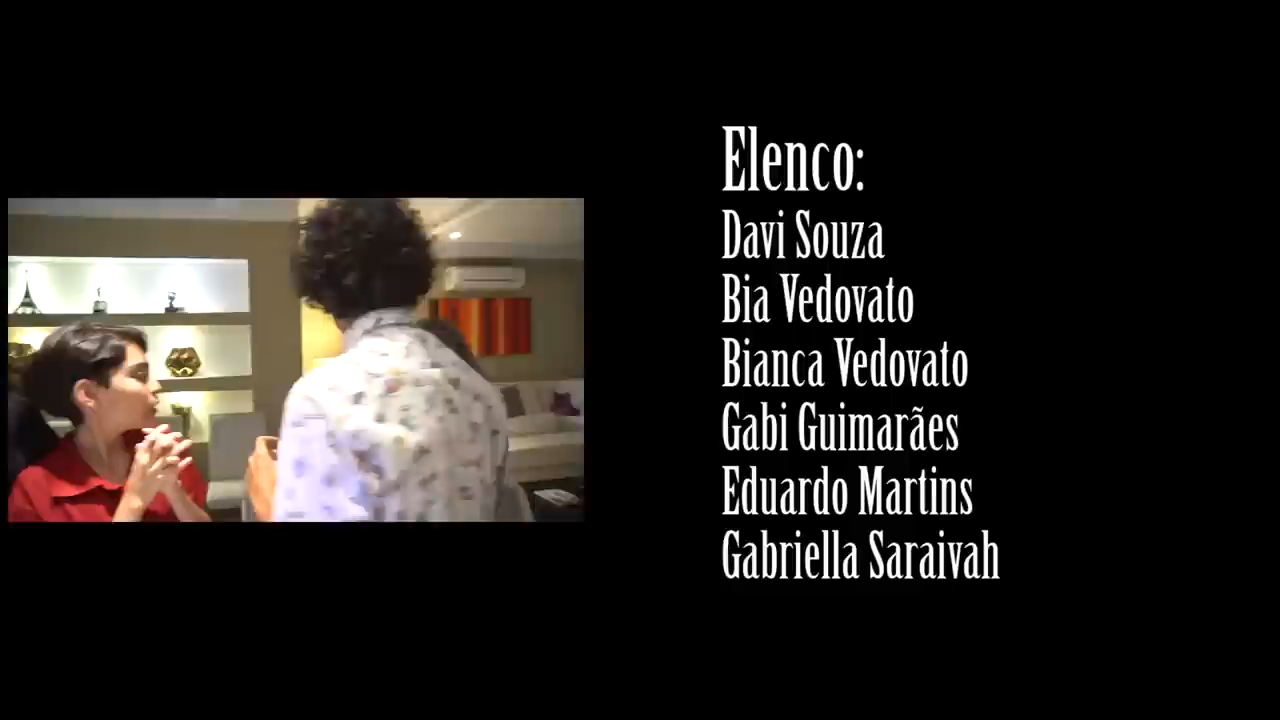 Elenco:
Davi Souza
Bia Vedovato
Bianca Vedovato
Gabi Guimarães
Eduardo Martins
Gabriella Saraivah